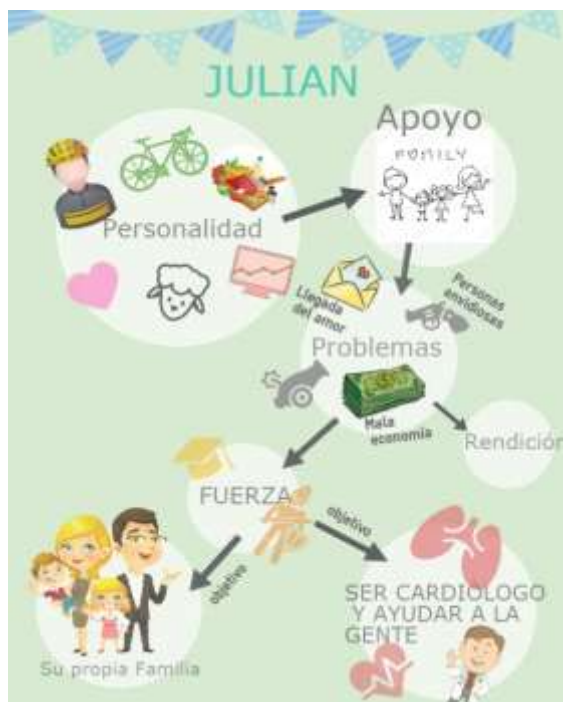 JULIAN
Apoyo
FOMILY
Personalidad
Llegada
del amor
Personas
envidiosas
Problemas
Mala
economía
Rendición
FUERZA
objetivo
objetivo
SER CARDIOLOGO
Y AYUDAR A LA
GENTE
Su propia Familia